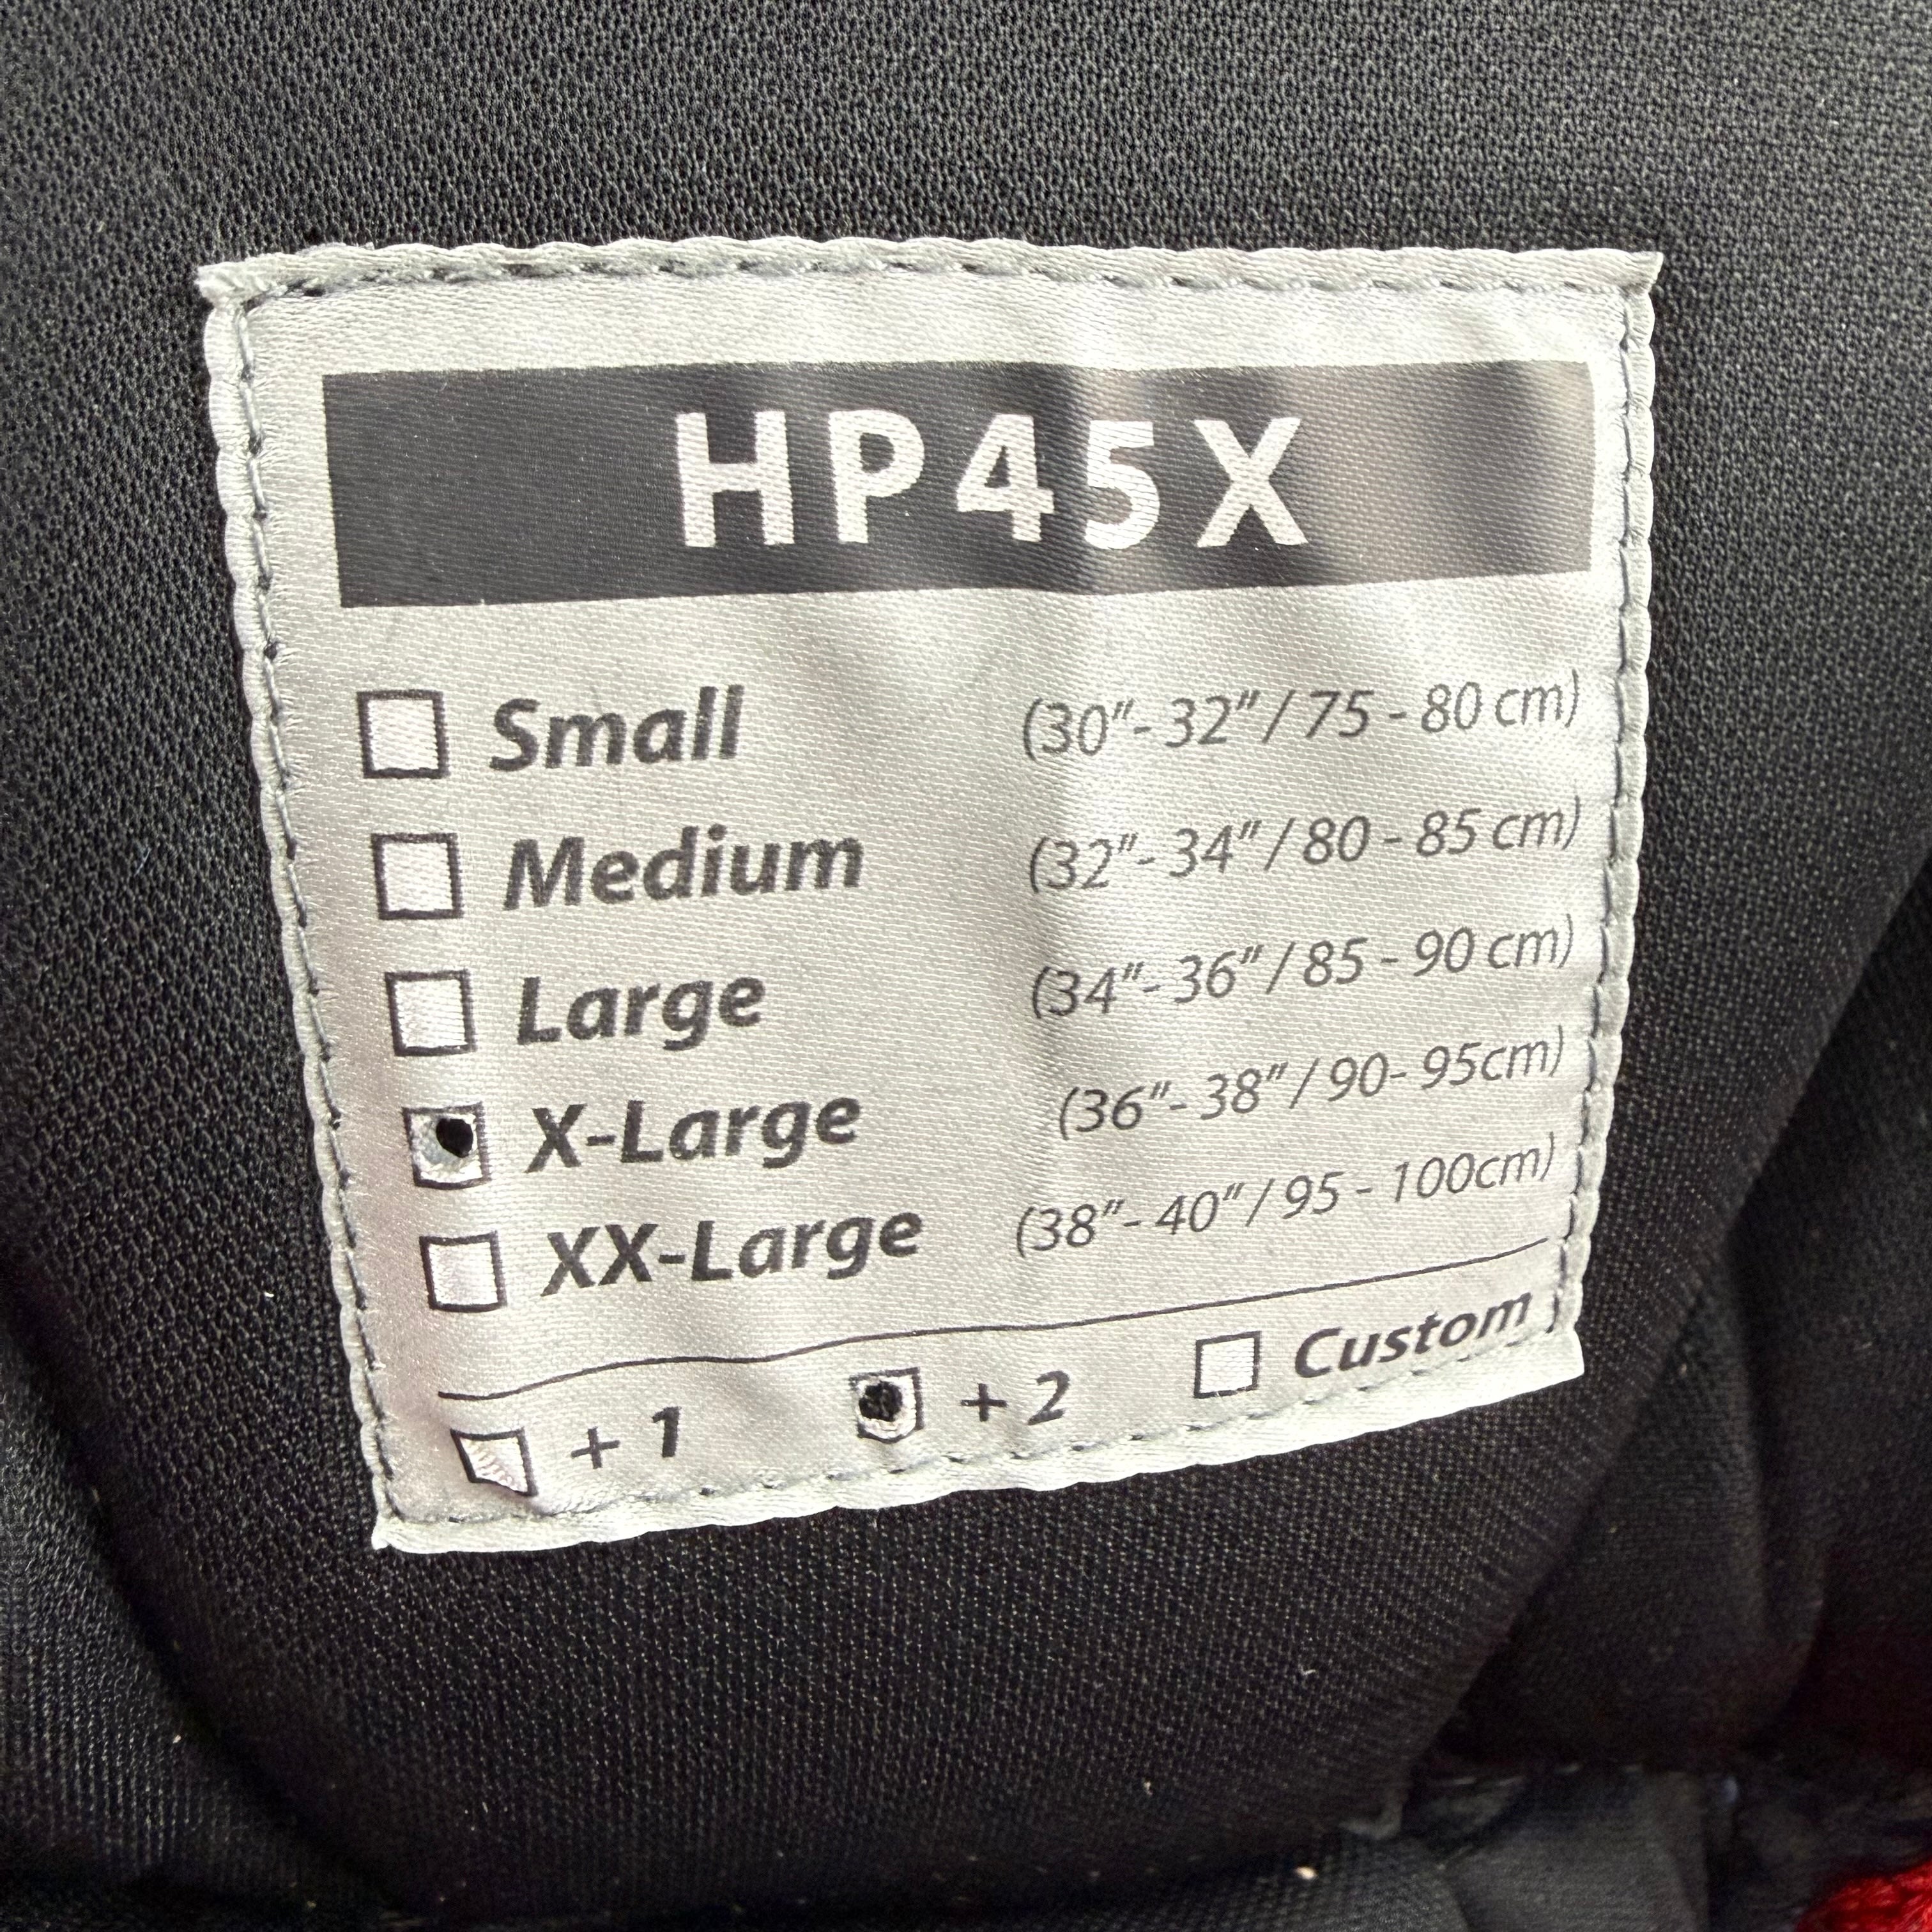 HP45X
Small (30"- 32" / 75 - 80 cm)
Medium (32"- 34" / 80 - 85 cm)
Large (34"- 36" / 85 - 90 cm)
X-Large (36"- 38" / 90- 95cm)
XX-Large (38"- 40" / 95 - 100cm)
+ 1 + 2 Custom